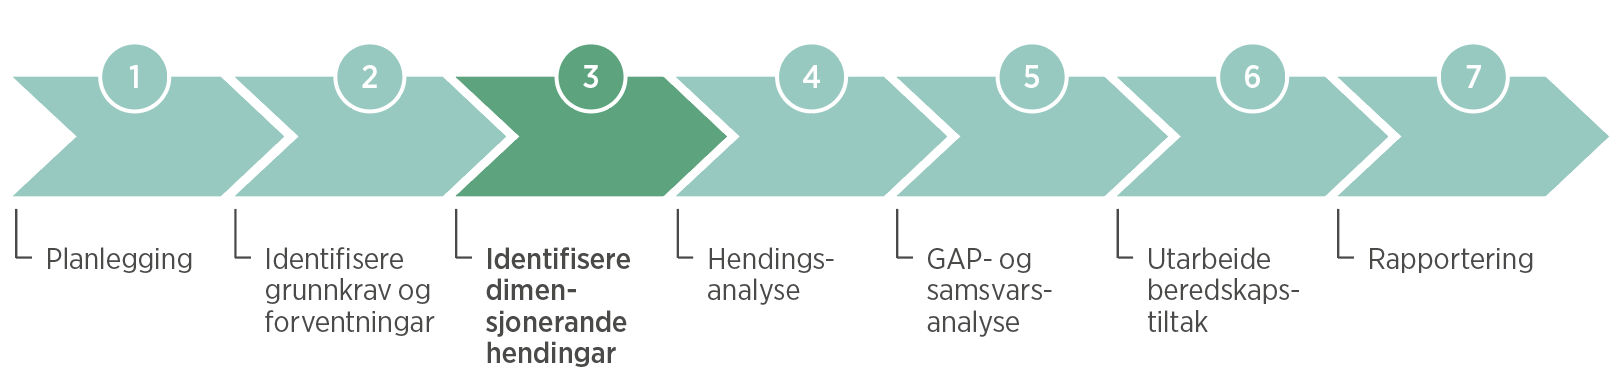 1
2
3
4
5
6
7
Planlegging
Identifisere
grunnkrav og
forventningar
Identifisere
dimen-
sjonerande
hendingar
Hendings-
analyse
GAP- og
samsvars-
analyse
Utarbeide
beredskaps-
tiltak
Rapportering